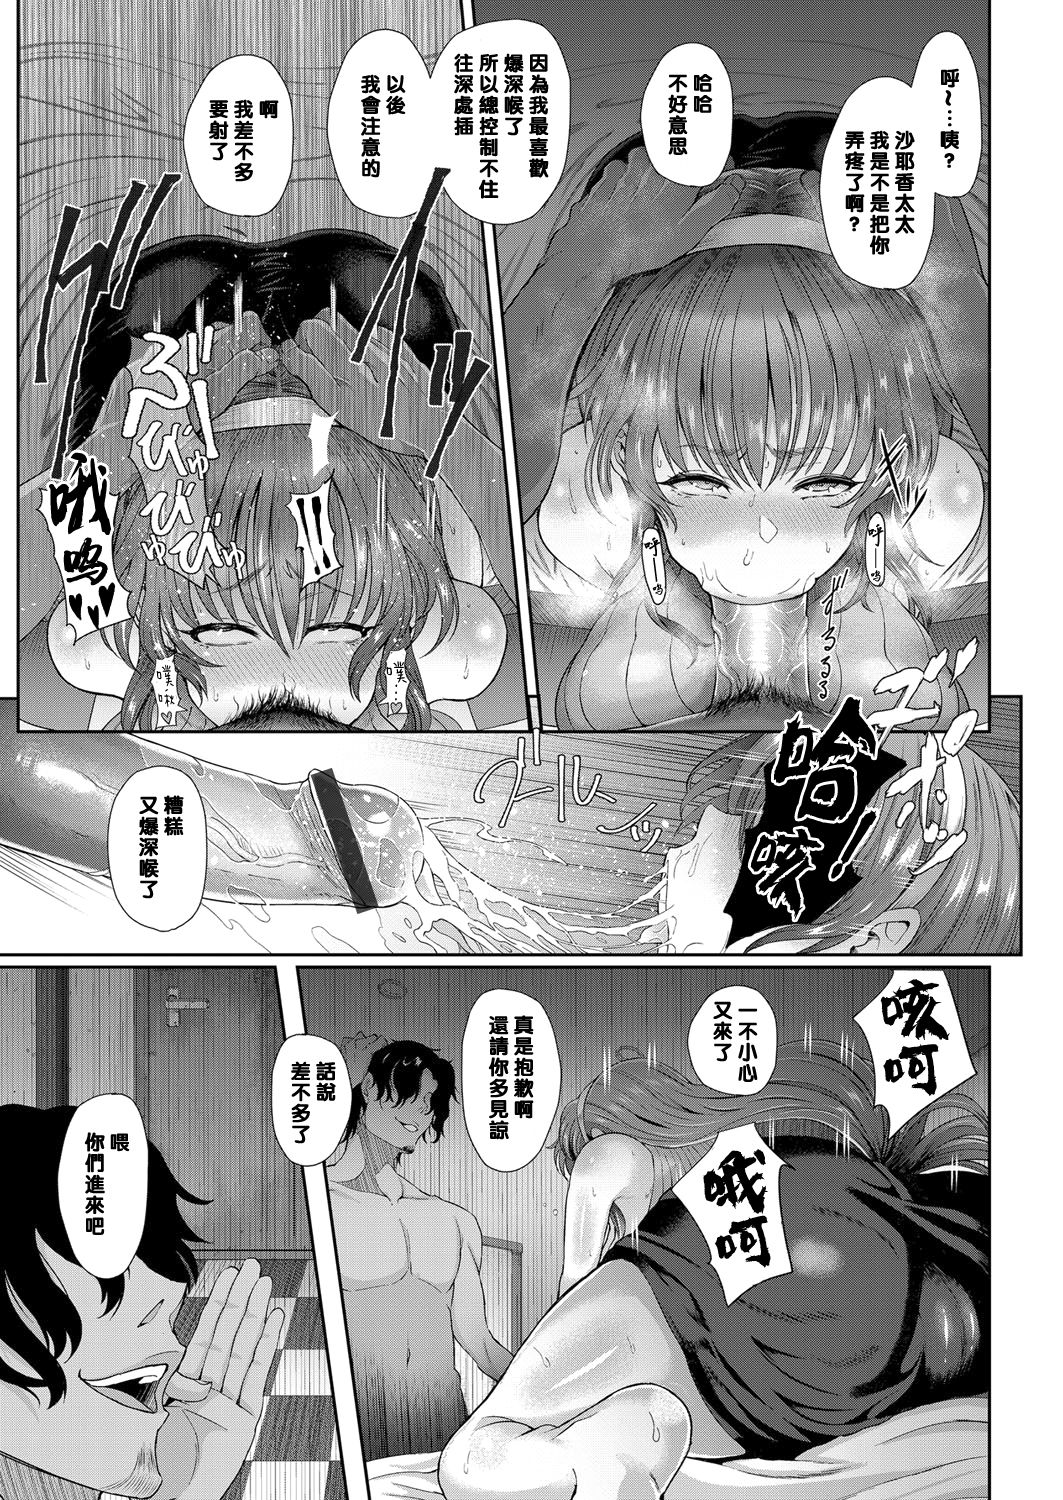 呼～……咦？
沙耶香太太
我是不是把你
弄疼了啊？
哈哈
不好意思
呼——嗚
呼——嗚
ずるるる
因為我最喜歡
爆深喉了
所以總控制不住
往深處插
以後
我會注意的
啊
我差不多
要射了
ぶびゅびゅびゅ
!!!
哦嗚♥♥
噗…♡
噗啾♡
哈咳！
糟糕
又爆深喉了
咳呵
一不小心
又來了
哦呵
真是抱歉啊
還請你多見諒
話說
差不多了
喂
你們進來吧